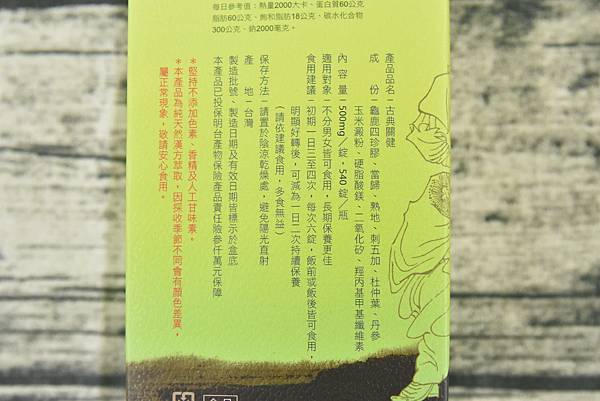 每日參考值：熱量2000大卡、蛋白質60公克
脂肪60公克、飽和脂肪18公克，碳水化合物
300公克、鈉2000毫克。
產品品名－古典關健
成　份－龜鹿四珍膠、當歸、熟地、刺五加、杜仲葉、丹參
玉米澱粉、硬脂酸鎂、二氧化矽、羥丙基甲基纖維素
內 容 量－500mg／錠，540 錠／瓶
適用對象－不分男女皆可食用，長期保養更佳
食用建議－初期一日三至四次，每次六錠，飯前或飯後皆可食用，
明顯好轉後，可減為一日二次持續保養
（請依建議食用，多食無益）
保存方法－請置於陰涼乾燥處，避免陽光直射
產　地－台灣
製造批號、製造日期及有效日期皆標示於盒底
本產品已投保明台產物保險產品責任險參仟萬元保障
＊堅持不添加色素、香精及人工甘味素。
＊本產品為純天然漢方萃取，因採收季節不同會有顏色差異，
屬正常現象，敬請安心食用。